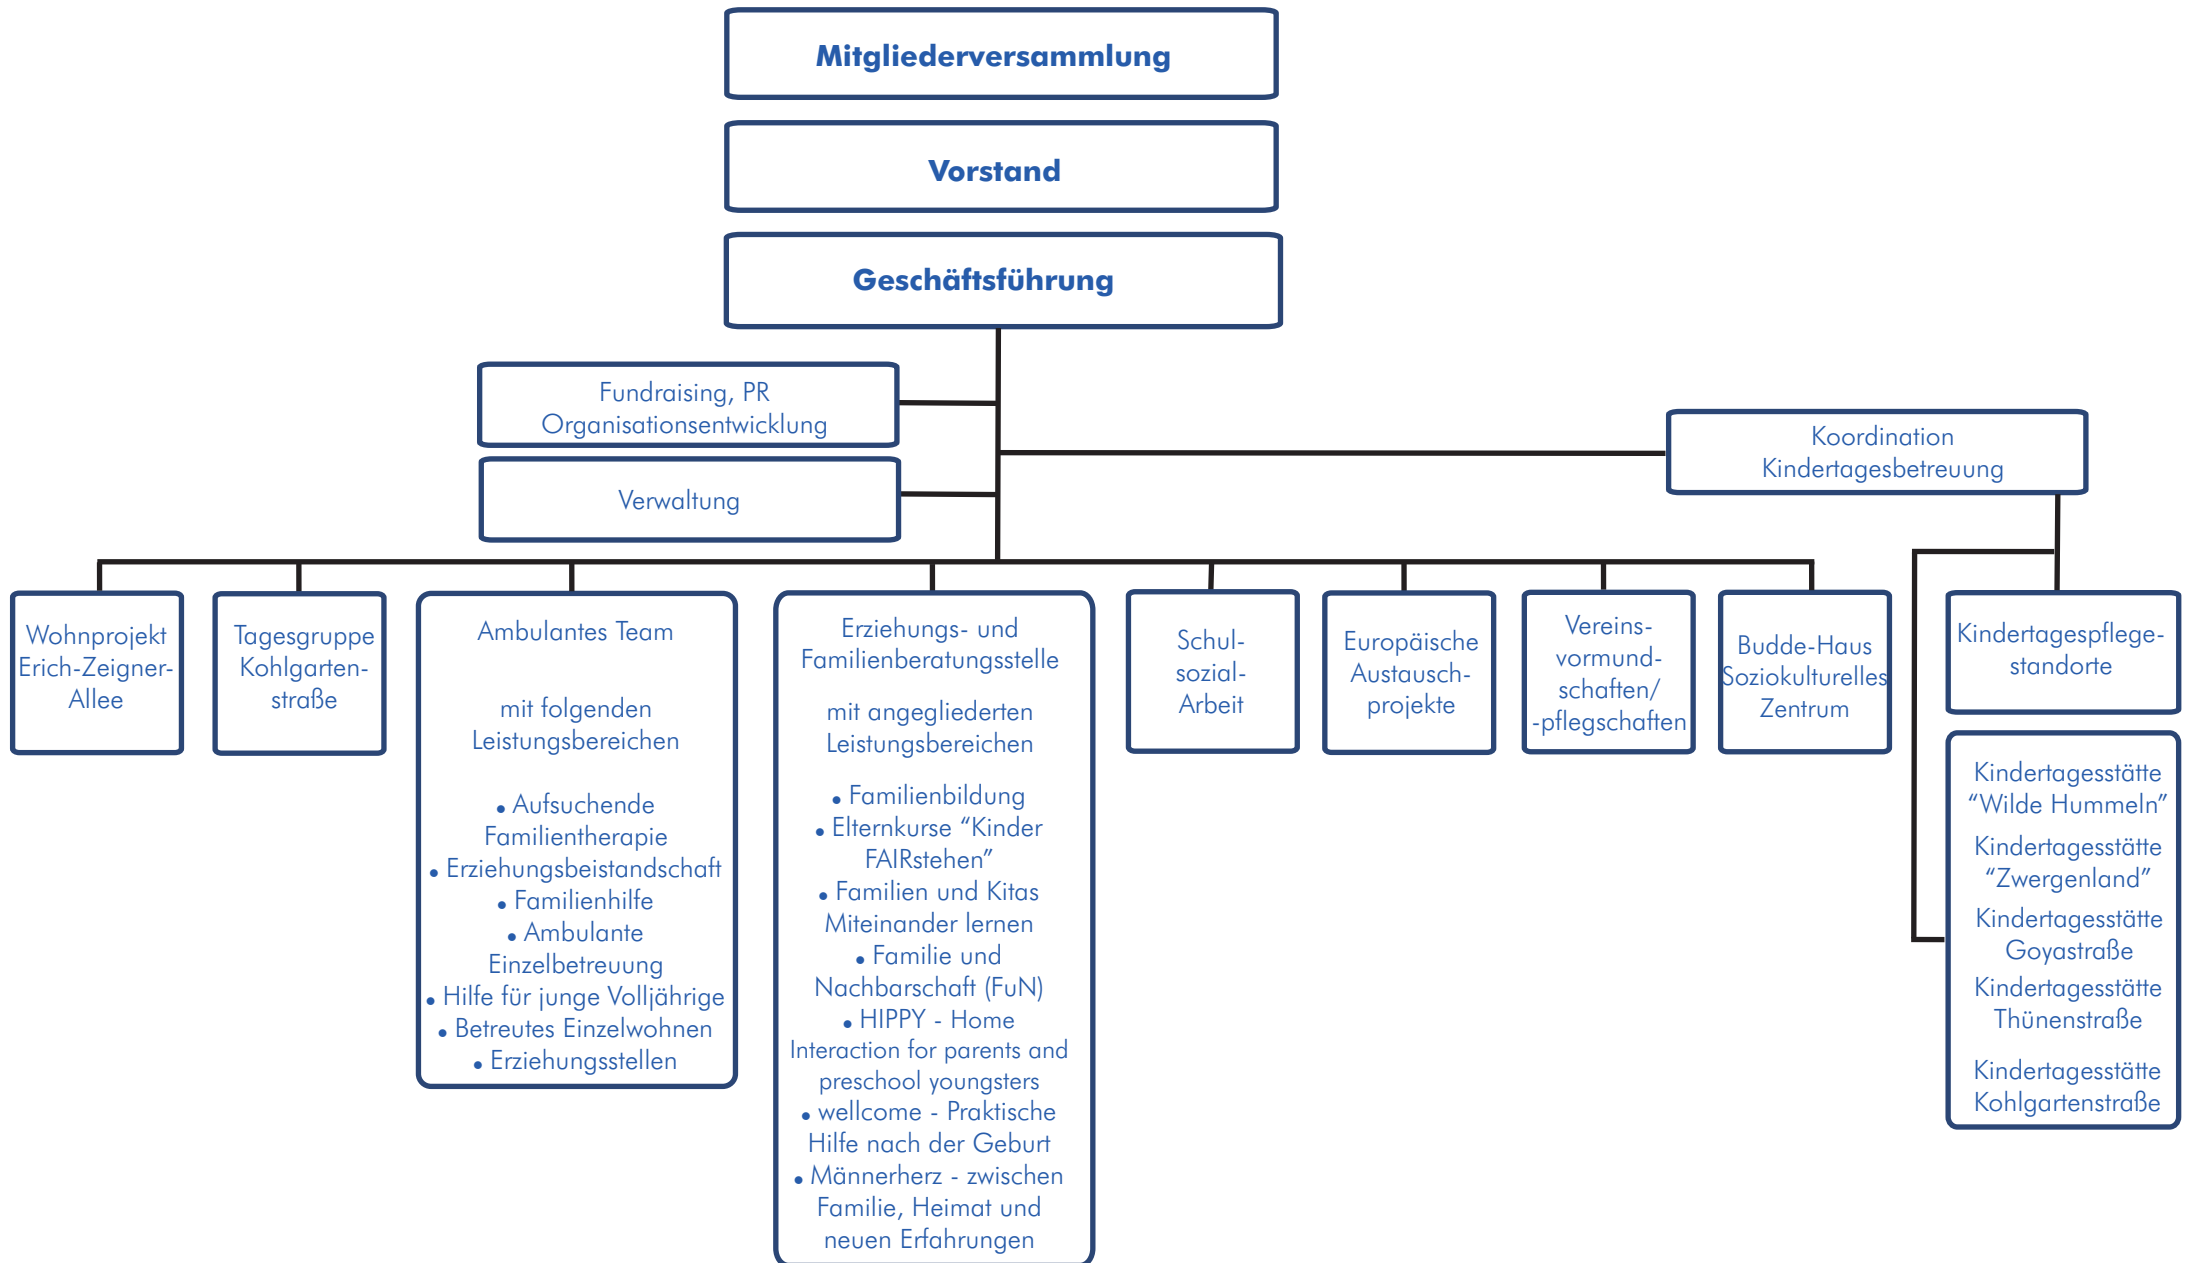 Mitgliederversammlung
Vorstand
Geschäftsführung
Fundraising, PR
Organisationsentwicklung
Verwaltung
Koordination
Kindertagesbetreuung
Wohnprojekt
Erich-Zeigner-
Allee
Tagesgruppe
Kohlgarten-
straße
Ambulantes Team
mit folgenden
Leistungsbereichen
• Aufsuchende
Familientherapie
• Erziehungsbeistandschaft
• Familienhilfe
• Ambulante
Einzelbetreuung
• Hilfe für junge Volljährige
• Betreutes Einzelwohnen
• Erziehungsstellen
Erziehungs- und
Familienberatungsstelle
mit angegliederten
Leistungsbereichen
• Familienbildung
• Elternkurse “Kinder
FAIRstehen”
• Familien und Kitas
Miteinander lernen
• Familie und
Nachbarschaft (FuN)
• HIPPY - Home
Interaction for parents and
preschool youngsters
• wellcome - Praktische
Hilfe nach der Geburt
• Männerherz - zwischen
Familie, Heimat und
neuen Erfahrungen
Schul-
sozial-
Arbeit
Europäische
Austausch-
projekte
Vereins-
vormund-
schaften/
-pflegschaften
Budde-Haus
Soziokulturelles
Zentrum
Kindertagespflege-
standorte
Kindertagesstätte
“Wilde Hummeln”
Kindertagesstätte
“Zwergenland”
Kindertagesstätte
Goyastraße
Kindertagesstätte
Thünenstraße
Kindertagesstätte
Kohlgartenstraße